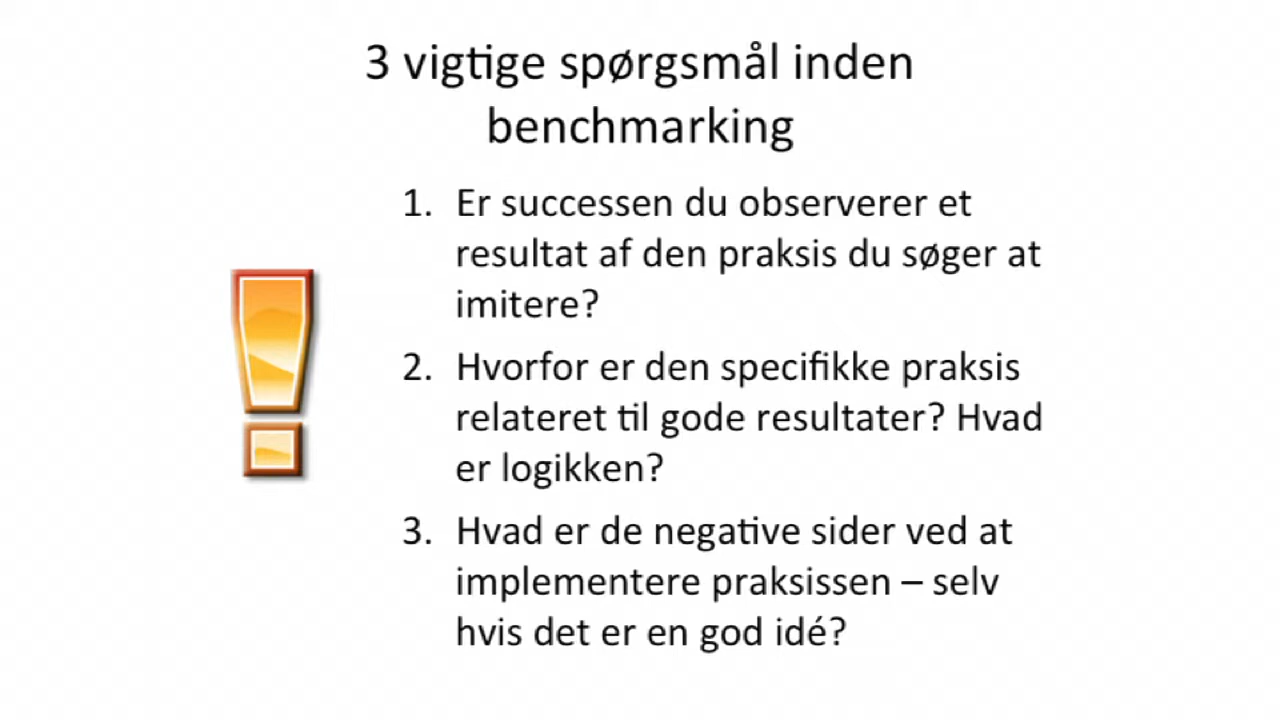 3 vigtige spørgsmål inden
benchmarking
1. Er successen du observerer et
resultat af den praksis du søger at
imitere?
2. Hvorfor er den specifikke praksis
relateret til gode resultater? Hvad
er logikken?
3. Hvad er de negative sider ved at
implementere praksissen – selv
hvis det er en god idé?